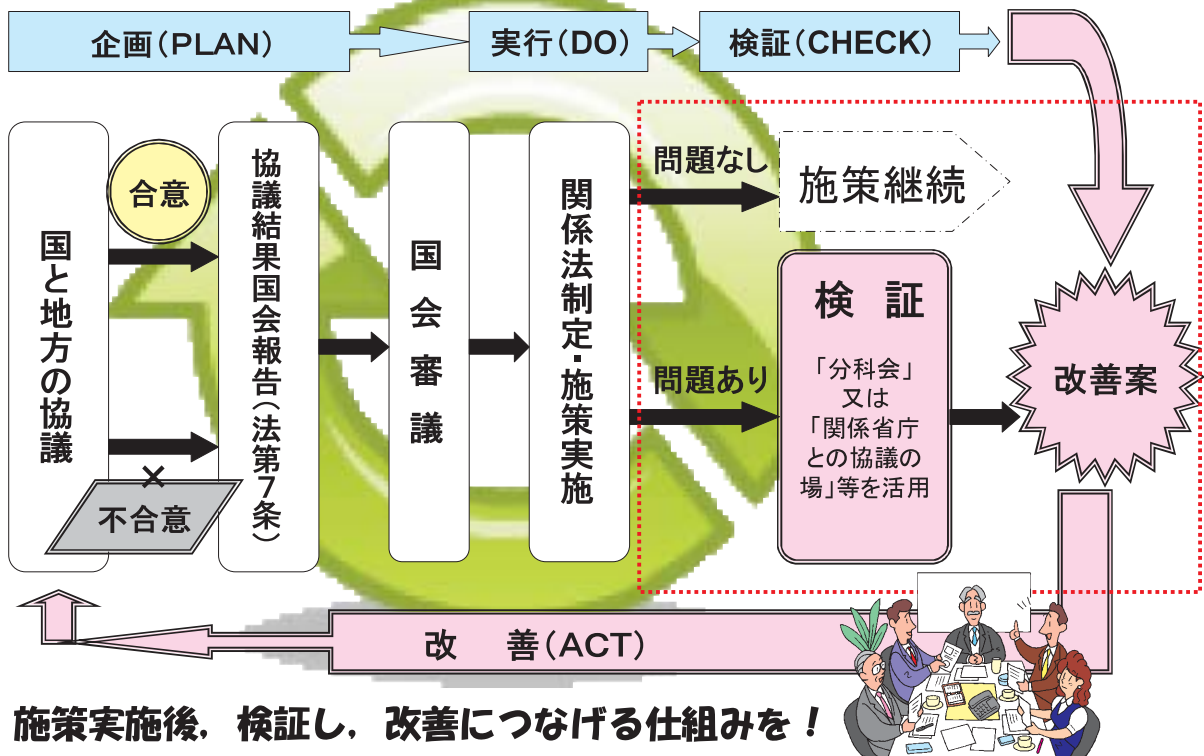 企画(PLAN)
実行(DO)
検証(CHECK)
国と地方の協議
合意
×
不合意
協議結果国会報告(法第7条)
国会審議
関係法制定・施策実施
問題なし
施策継続
問題あり
検 証
「分科会」
又は
「関係省庁
との協議の
場」等を活用
改善案
改 善(ACT)
施策実施後，検証し，改善につなげる仕組みを！